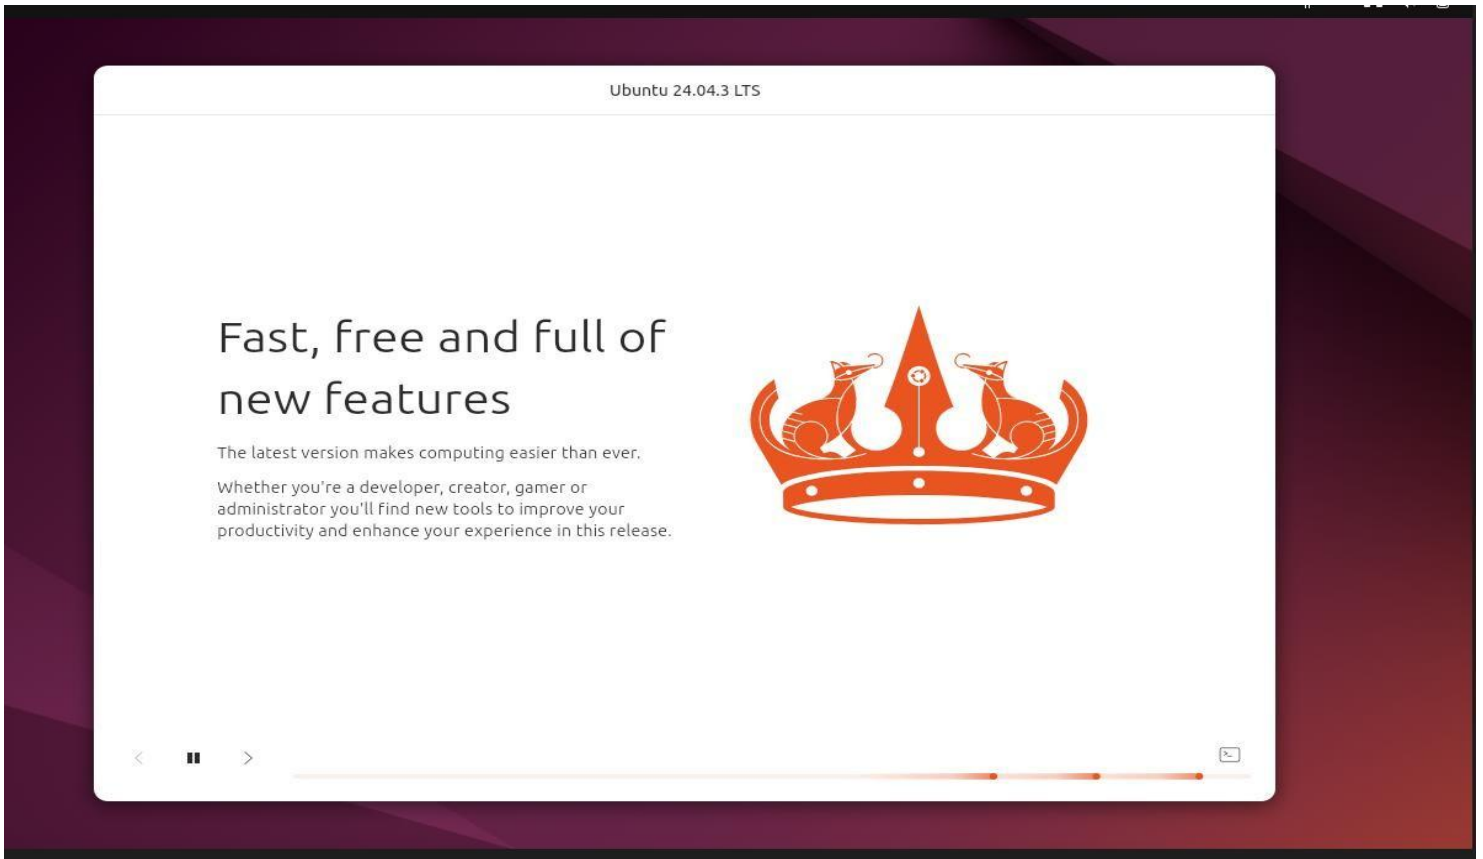 Ubuntu 24.04.3 LTS
Fast, free and full of
new features
The latest version makes computing easier than ever.
Whether you're a developer, creator, gamer or
administrator you'll find new tools to improve your
productivity and enhance your experience in this release.